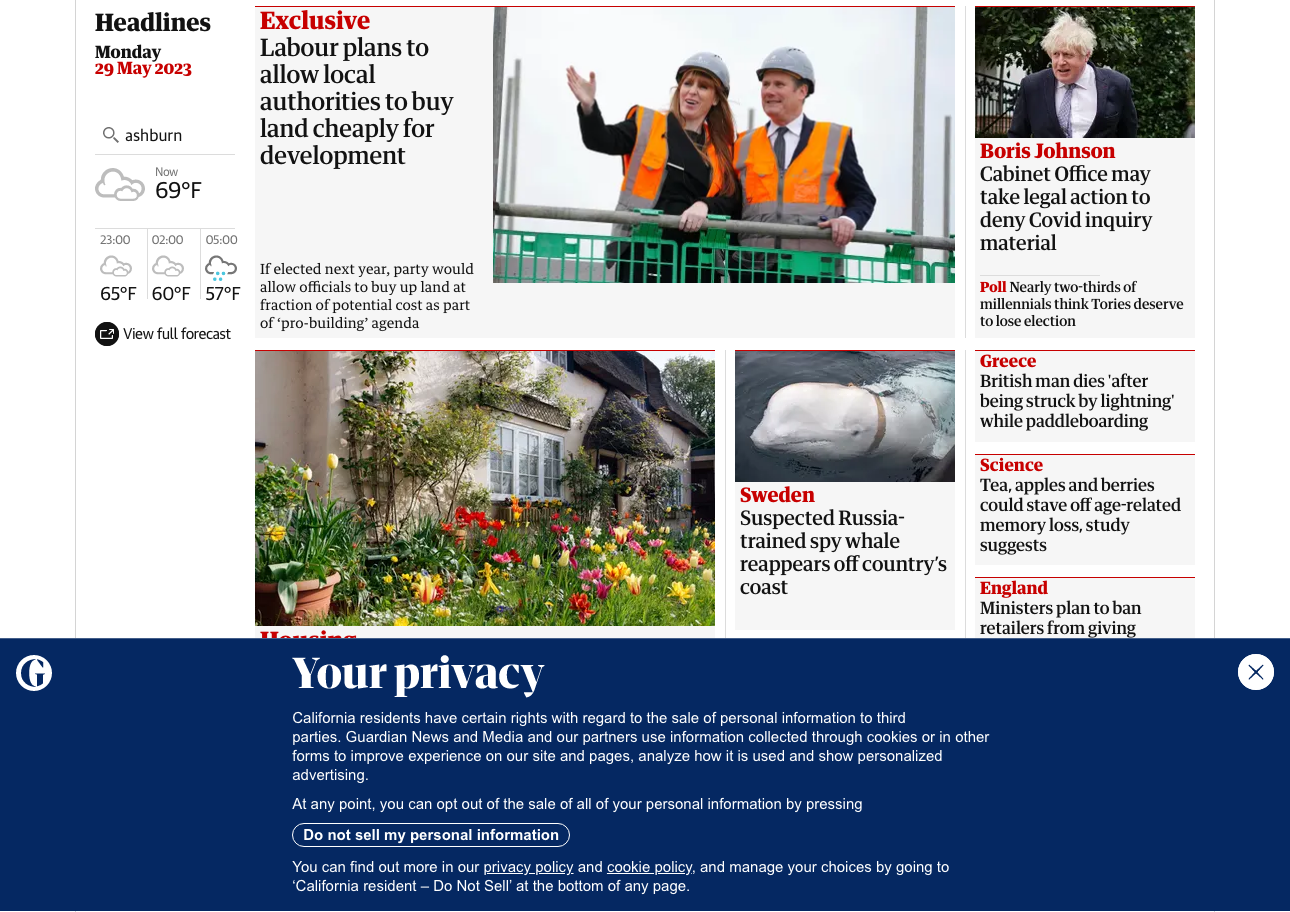 Headlines
Monday
29 May 2023
ashburn
Now
69°F
23:00
65°F
02:00
60°F
05:00
57°F
View full forecast
Exclusive
Labour plans to
allow local
authorities to buy
land cheaply for
development
If elected next year, party would
allow officials to buy up land at
fraction of potential cost as part
of ‘pro-building’ agenda
Boris Johnson
Cabinet Office may
take legal action to
deny Covid inquiry
material
Poll Nearly two-thirds of
millennials think Tories deserve
to lose election
Housing
Sweden
Suspected Russia-
trained spy whale
reappears off country’s
coast
Greece
British man dies 'after
being struck by lightning'
while paddleboarding
Science
Tea, apples and berries
could stave off age-related
memory loss, study
suggests
England
Ministers plan to ban
retailers from giving
G
Your privacy
California residents have certain rights with regard to the sale of personal information to third
parties. Guardian News and Media and our partners use information collected through cookies or in other
forms to improve experience on our site and pages, analyze how it is used and show personalized
advertising.
At any point, you can opt out of the sale of all of your personal information by pressing
Do not sell my personal information
You can find out more in our privacy policy and cookie policy, and manage your choices by going to
‘California resident – Do Not Sell’ at the bottom of any page.